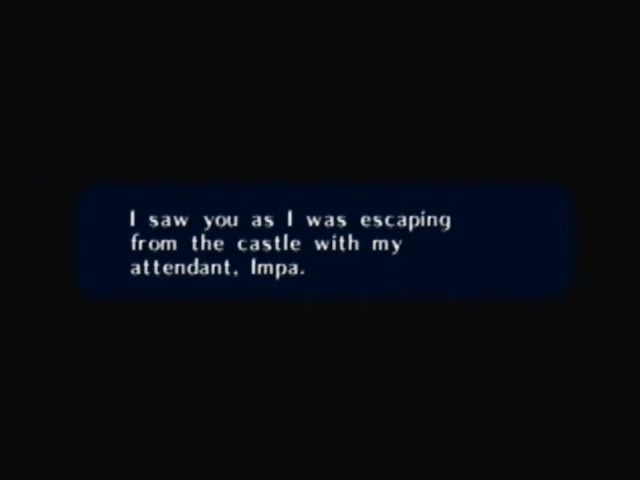 I saw you as I was escaping
from the castle with my
attendant, Impa.